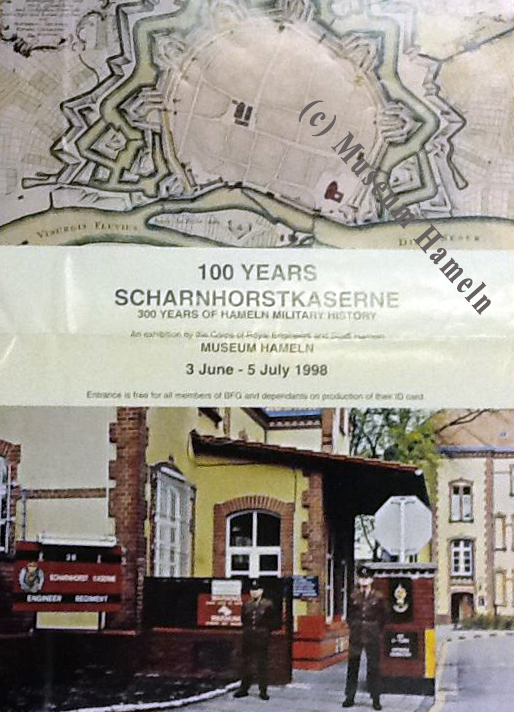 VISURGIS FLUVIUS
(c) Museum Hameln
100 YEARS
SCHARNHORSTKASERNE
300 YEARS OF HAMELN MILITARY HISTORY
An exhibition by the Corps of Royal Engineers and Stadt Hameln
MUSEUM HAMELN
3 June - 5 July 1998
Entrance is free for all members of BFG and dependants on production of their ID card
28
SCHARNHORST KASERNE
ENGINEER REGIMENT